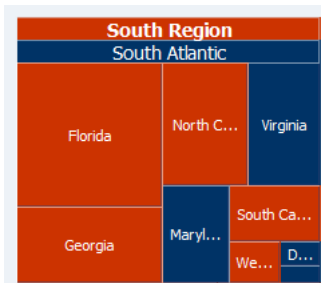 South Region
South Atlantic
Florida
North C...
Virginia
Georgia
Maryl...
South Ca...
We...
D...